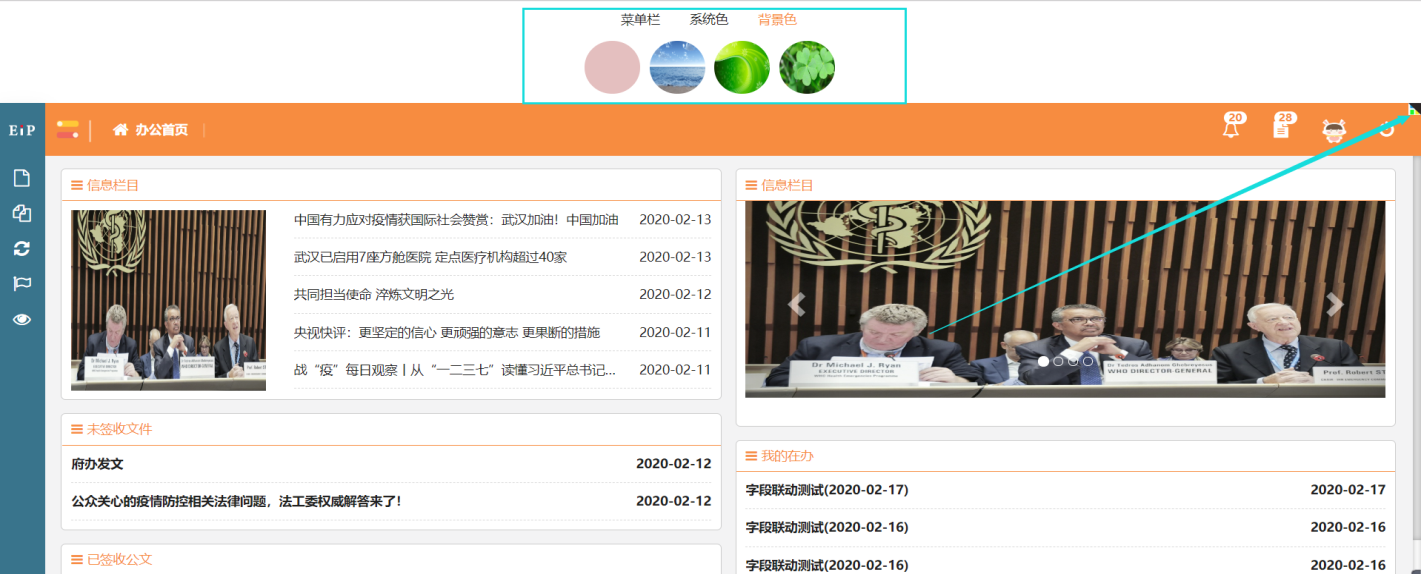 菜单栏 系统色 背景色
EIP
办公首页
20
28
信息栏目
中国有力应对疫情获国际社会赞赏：武汉加油！中国加油 2020-02-13
武汉已启用7座方舱医院 定点医疗机构超过40家 2020-02-13
共同担当使命 淬炼文明之光 2020-02-12
央视快评：更坚定的信心 更顽强的意志 更果断的措施 2020-02-11
战“疫”每日观察丨从“一二三七”读懂习近平总书记... 2020-02-11
未签收文件
府办发文 2020-02-12
公众关心的疫情防控相关法律问题，法工委权威解答来了！ 2020-02-12
已签收公文
信息栏目
Dr Michael J. Ryan
EXECUTIVE DIRECTOR
WHO DIRECTOR-GENERAL
Prof. Robert ST
我的在办
字段联动测试(2020-02-17) 2020-02-17
字段联动测试(2020-02-16) 2020-02-16
字段联动测试(2020-02-16) 2020-02-16